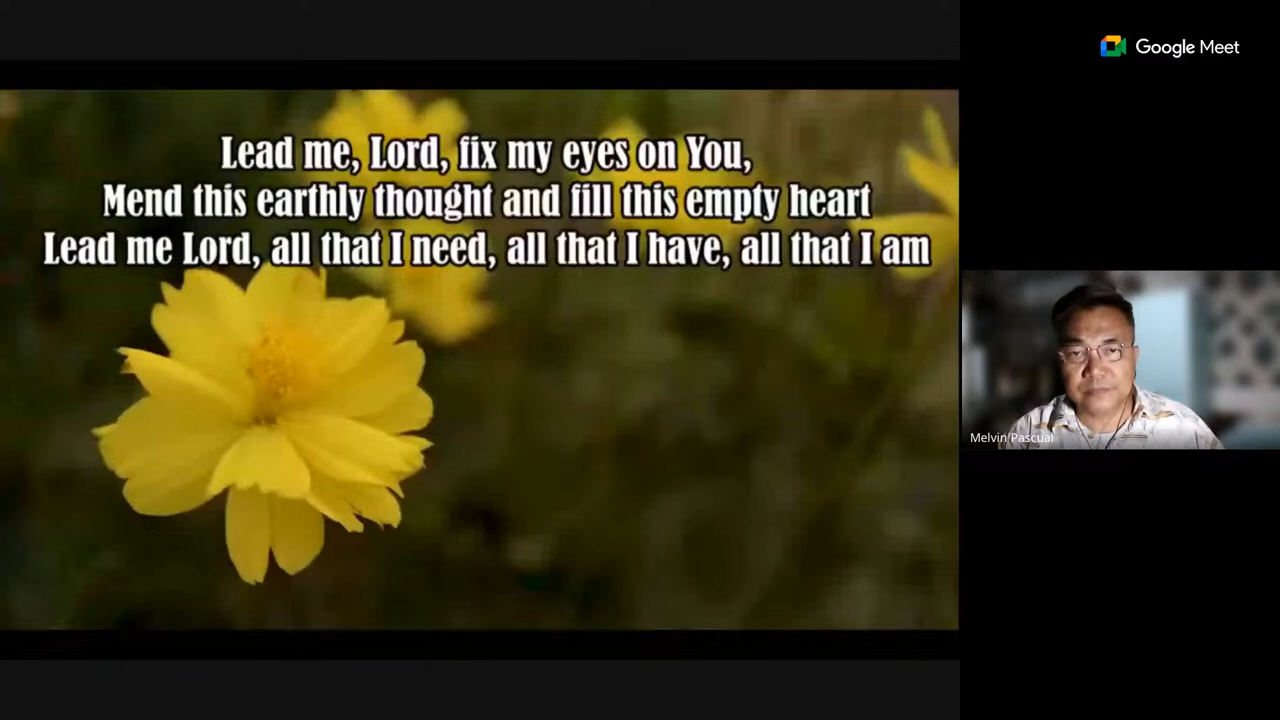 Google Meet
Lead me, Lord, fix my eyes on You,
Mend this earthly thought and fill this empty heart
Lead me Lord, all that I need, all that I have, all that I am
Melvin Pascual